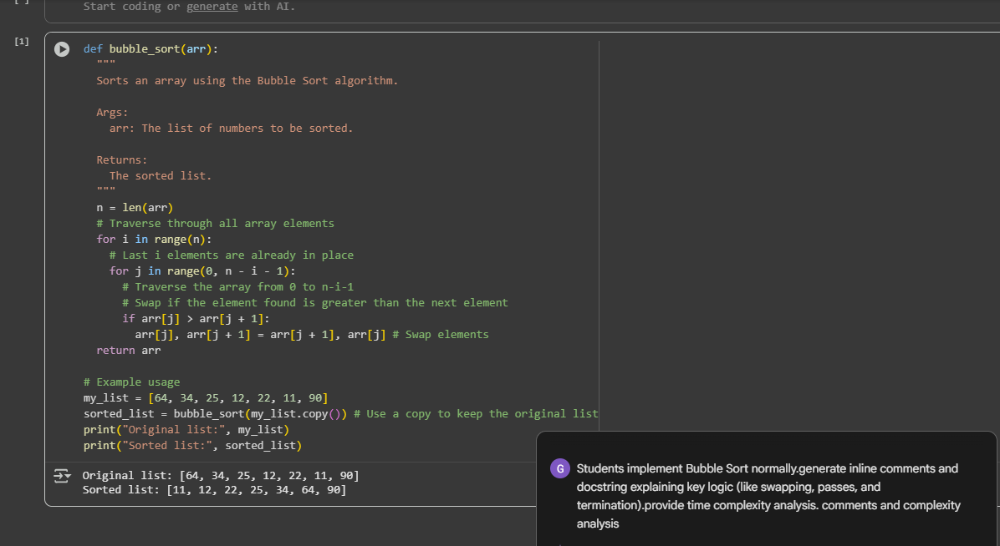 Start coding or generate with AI.
[1]
def bubble_sort(arr):
"""
Sorts an array using the Bubble Sort algorithm.
Args:
arr: The list of numbers to be sorted.
Returns:
The sorted list.
"""
n = len(arr)
# Traverse through all array elements
for i in range(n):
# Last i elements are already in place
for j in range(0, n - i - 1):
# Traverse the array from 0 to n-i-1
# Swap if the element found is greater than the next element
if arr[j] > arr[j + 1]:
arr[j], arr[j + 1] = arr[j + 1], arr[j] # Swap elements
return arr
# Example usage
my_list = [64, 34, 25, 12, 22, 11, 90]
sorted_list = bubble_sort(my_list.copy()) # Use a copy to keep the original list
print("Original list:", my_list)
print("Sorted list:", sorted_list)
Original list: [64, 34, 25, 12, 22, 11, 90]
Sorted list: [11, 12, 22, 25, 34, 64, 90]
G
Students implement Bubble Sort normally.generate inline comments and
docstring explaining key logic (like swapping, passes, and
termination).provide time complexity analysis. comments and complexity
analysis